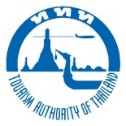 ททท
TOURISM AUTHORITY OF THAILAND